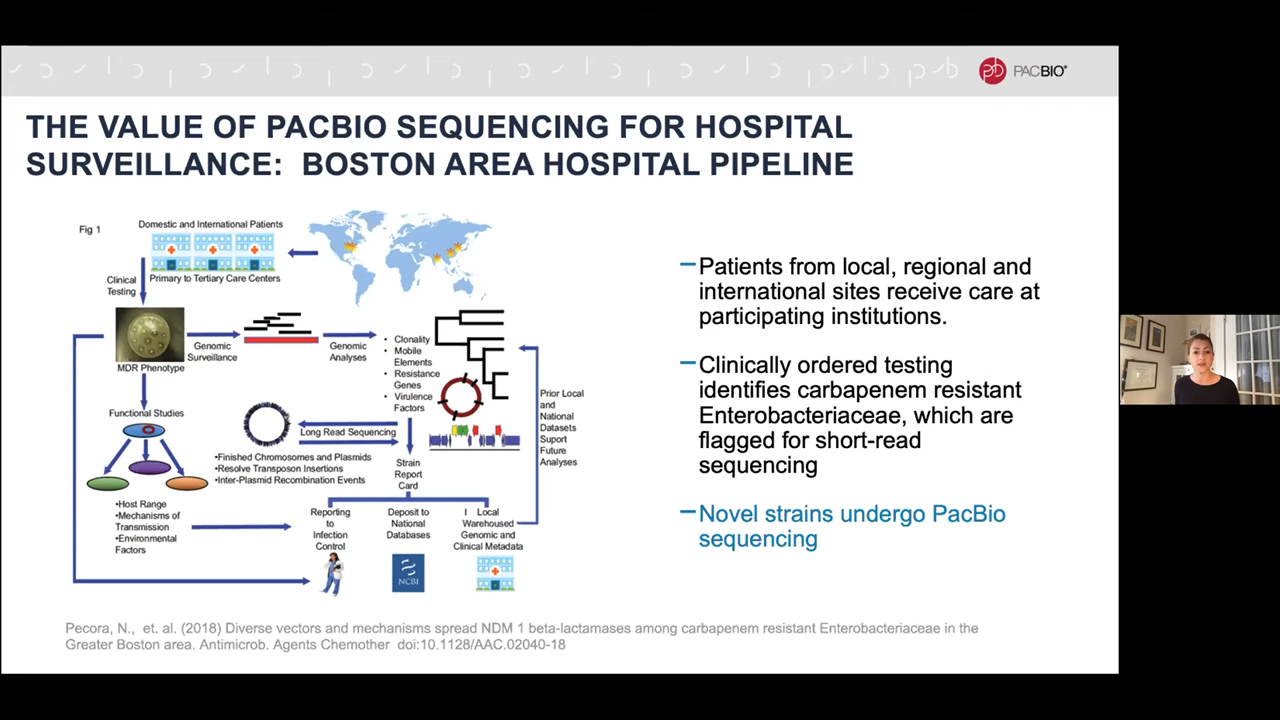 PACBIO®
THE VALUE OF PACBIO SEQUENCING FOR HOSPITAL
SURVEILLANCE: BOSTON AREA HOSPITAL PIPELINE
Fig 1
Domestic and International Patients
Primary to Tertiary Care Centers
Clinical
Testing
MDR Phenotype
Genomic
Surveillance
Genomic
Analyses
• Clonality
• Mobile
Elements
• Resistance
Genes
• Virulence
Factors
Functional Studies
Long Read Sequencing
•Finished Chromosomes and Plasmids
•Resolve Transposon Insertions
•Inter-Plasmid Recombination Events
Strain
Report
Card
Prior Local
and
National
Datasets
Suport
Future
Analyses
•Host Range
•Mechanisms of
Transmission
•Environmental
Factors
Reporting
to
Infection
Control
Deposit to
National
Databases
NCBI
l Local
Warehoused
Genomic and
Clinical Metadata
–Patients from local, regional and
international sites receive care at
participating institutions.
–Clinically ordered testing
identifies carbapenem resistant
Enterobacteriaceae, which are
flagged for short-read
sequencing
–Novel strains undergo PacBio
sequencing
Pecora, N., et. al. (2018) Diverse vectors and mechanisms spread NDM 1 beta-lactamases among carbapenem resistant Enterobacteriaceae in the
Greater Boston area. Antimicrob. Agents Chemother doi:10.1128/AAC.02040-18